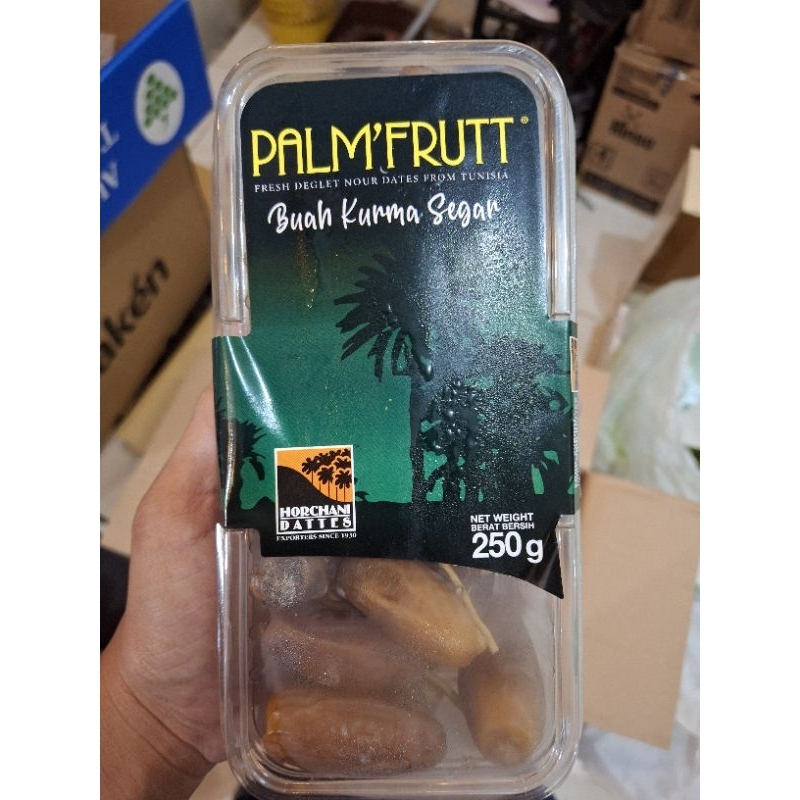 PALM'FRUTT®
FRESH DEGLET NOUR DATES FROM TUNISIA
Buah Kurma Segar
HORCHANI
DATTES
EXPORTERS SINCE 1930
NET WEIGHT
BERAT BERSIH
250 g